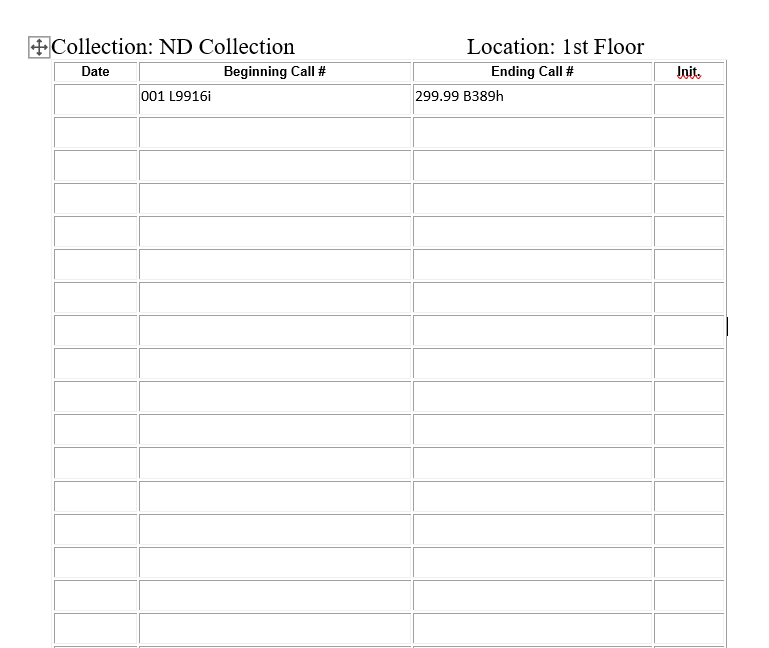 Collection: ND Collection Location: 1st Floor
Date Beginning Call # Ending Call # Init.
001 L9916i 299.99 B389h